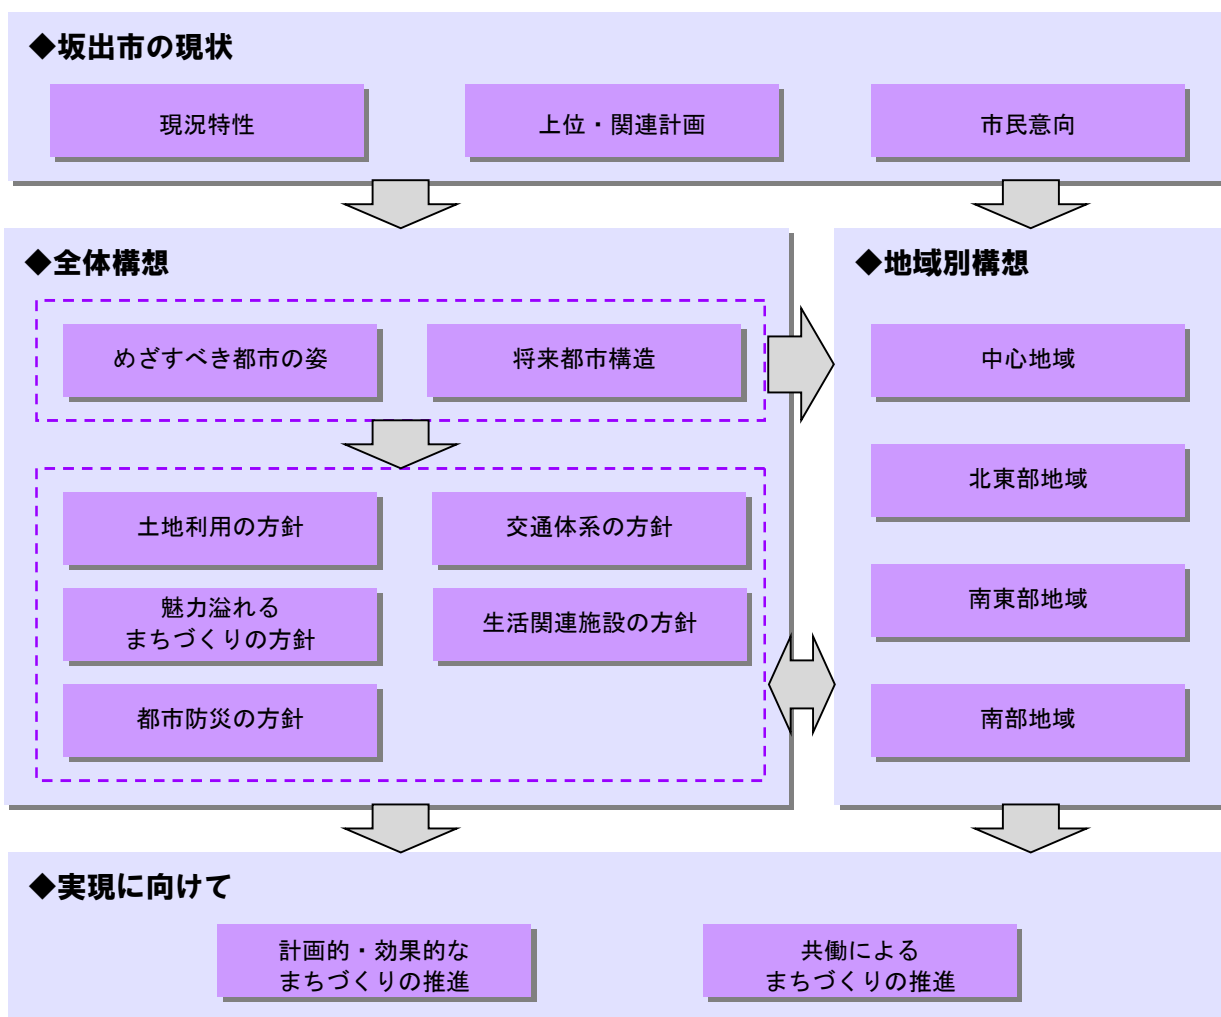 ◆坂出市の現状
現況特性
上位・関連計画
市民意向
◆全体構想
めざすべき都市の姿
将来都市構造
土地利用の方針
交通体系の方針
魅力溢れる
まちづくりの方針
生活関連施設の方針
都市防災の方針
◆地域別構想
中心地域
北東部地域
南東部地域
南部地域
◆実現に向けて
計画的・効果的な
まちづくりの推進
共働による
まちづくりの推進